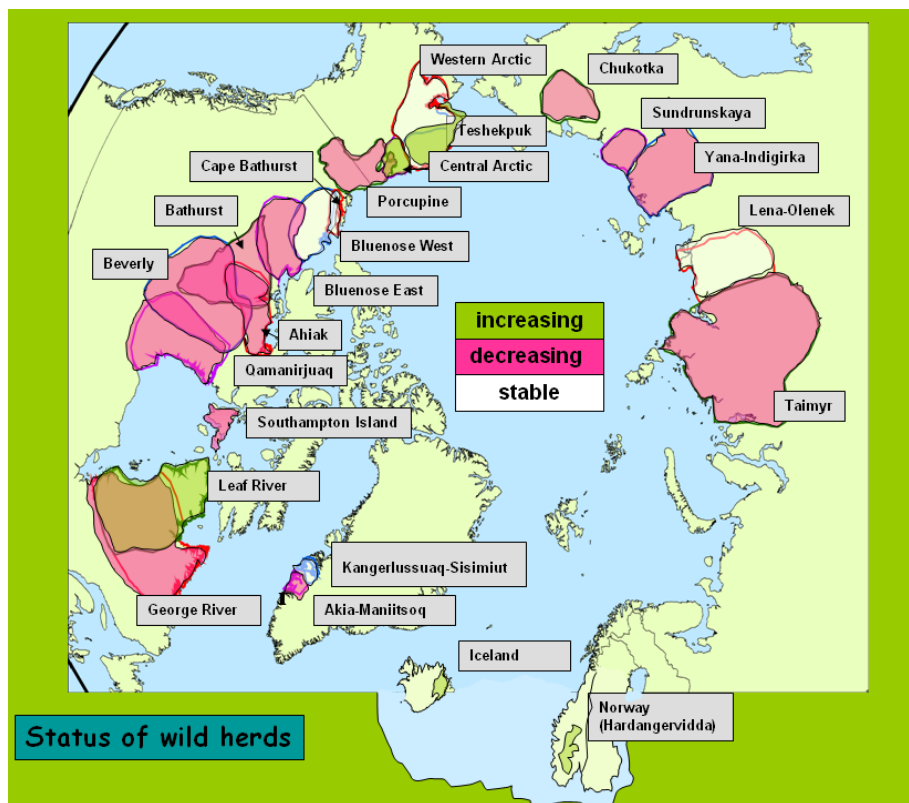 Western Arctic
Chukotka
Sundrunskaya
Teshekpuk
Cape Bathurst
Central Arctic
Yana-Indigirka
Bathurst
Porcupine
Lena-Olenek
Beverly
Bluenose West
Bluenose East
increasing
decreasing
stable
Ahiak
Qamanirjuaq
Taimyr
Southampton Island
Leaf River
Kangerlussuaq-Sisimiut
George River
Akia-Maniitsoq
Iceland
Norway
(Hardangervidda)
Status of wild herds